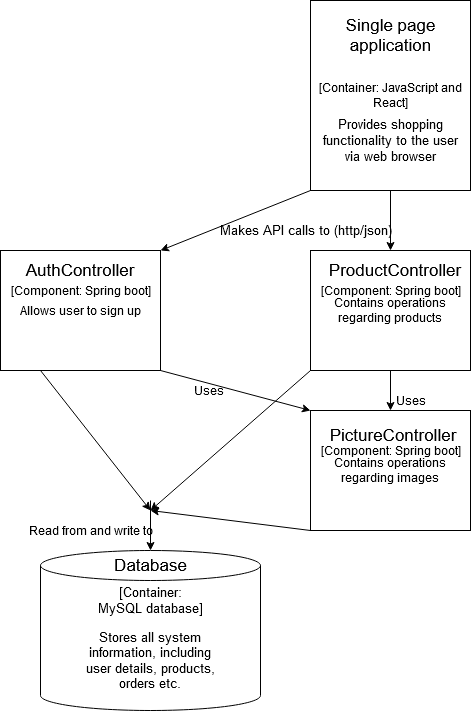 Single page
application
[Container: JavaScript and
React]
Provides shopping
functionality to the user
via web browser
Makes API calls to (http/json)
AuthController
[Component: Spring boot]
Allows user to sign up
ProductController
[Component: Spring boot]
Contains operations
regarding products
Uses
Uses
PictureController
[Component: Spring boot]
Contains operations
regarding images
Read from and write to
Database
[Container:
MySQL database]
Stores all system
information, including
user details, products,
orders etc.